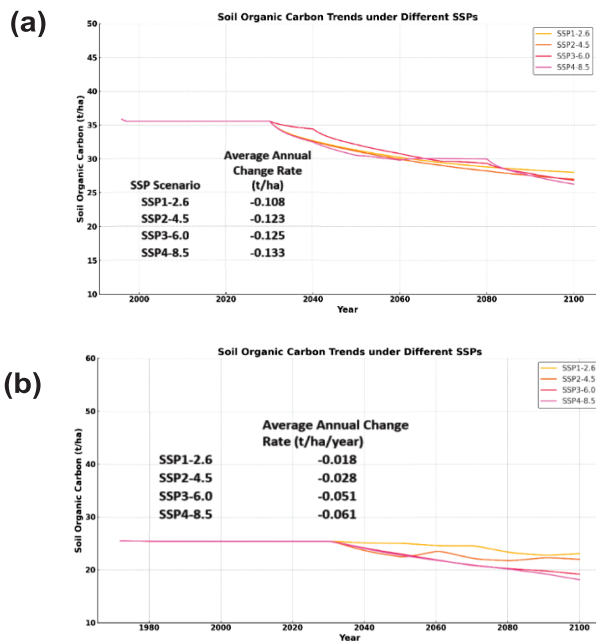 (a)
Soil Organic Carbon Trends under Different SSPs
SSP1-2.6
SSP2-4.5
SSP3-6.0
SSP4-8.5
50
45
40
35
30
25
20
15
10
Soil Organic Carbon (t/ha)
Average Annual
Change Rate
SSP Scenario (t/ha)
SSP1-2.6 -0.108
SSP2-4.5 -0.123
SSP3-6.0 -0.125
SSP4-8.5 -0.133
2000 2020 2040 2060 2080 2100
Year
(b)
Soil Organic Carbon Trends under Different SSPs
SSP1-2.6
SSP2-4.5
SSP3-6.0
SSP4-8.5
60
50
40
30
20
10
Soil Organic Carbon (t/ha)
Average Annual Change
Rate (t/ha/year)
SSP1-2.6 -0.018
SSP2-4.5 -0.028
SSP3-6.0 -0.051
SSP4-8.5 -0.061
1980 2000 2020 2040 2060 2080 2100
Year